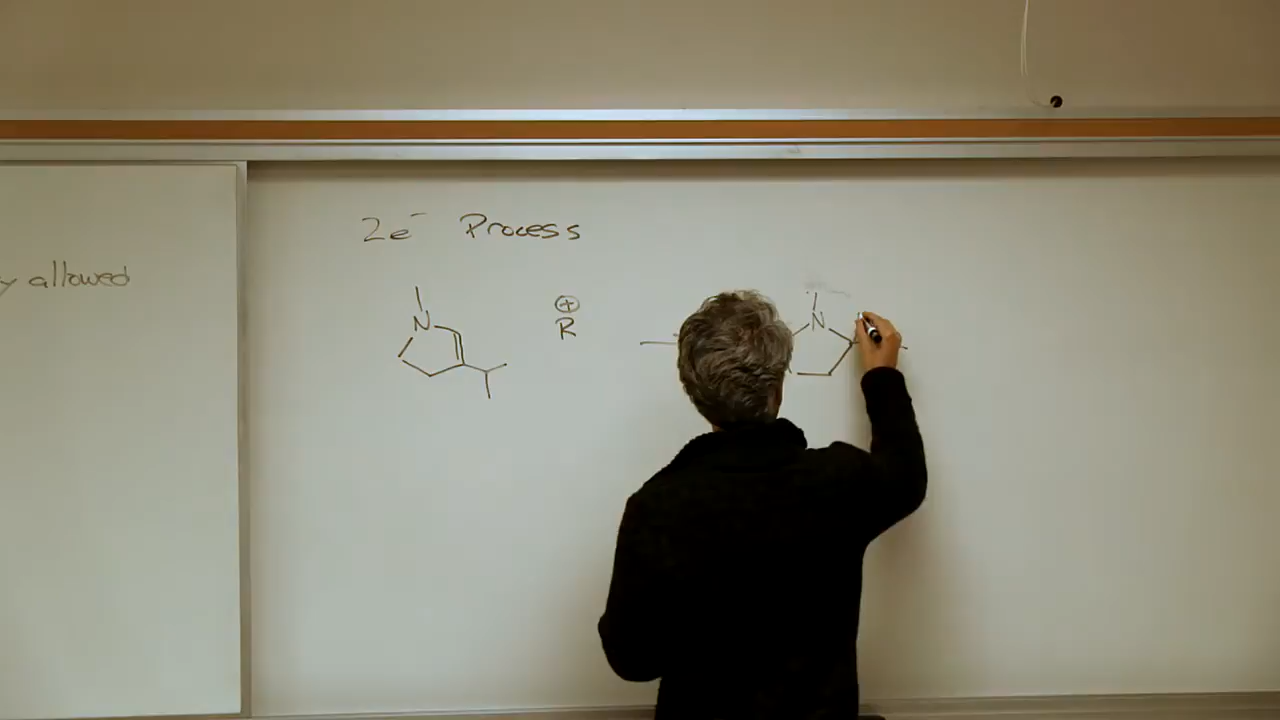 2e⁻ Process
y allowed
N
⊕
R
N